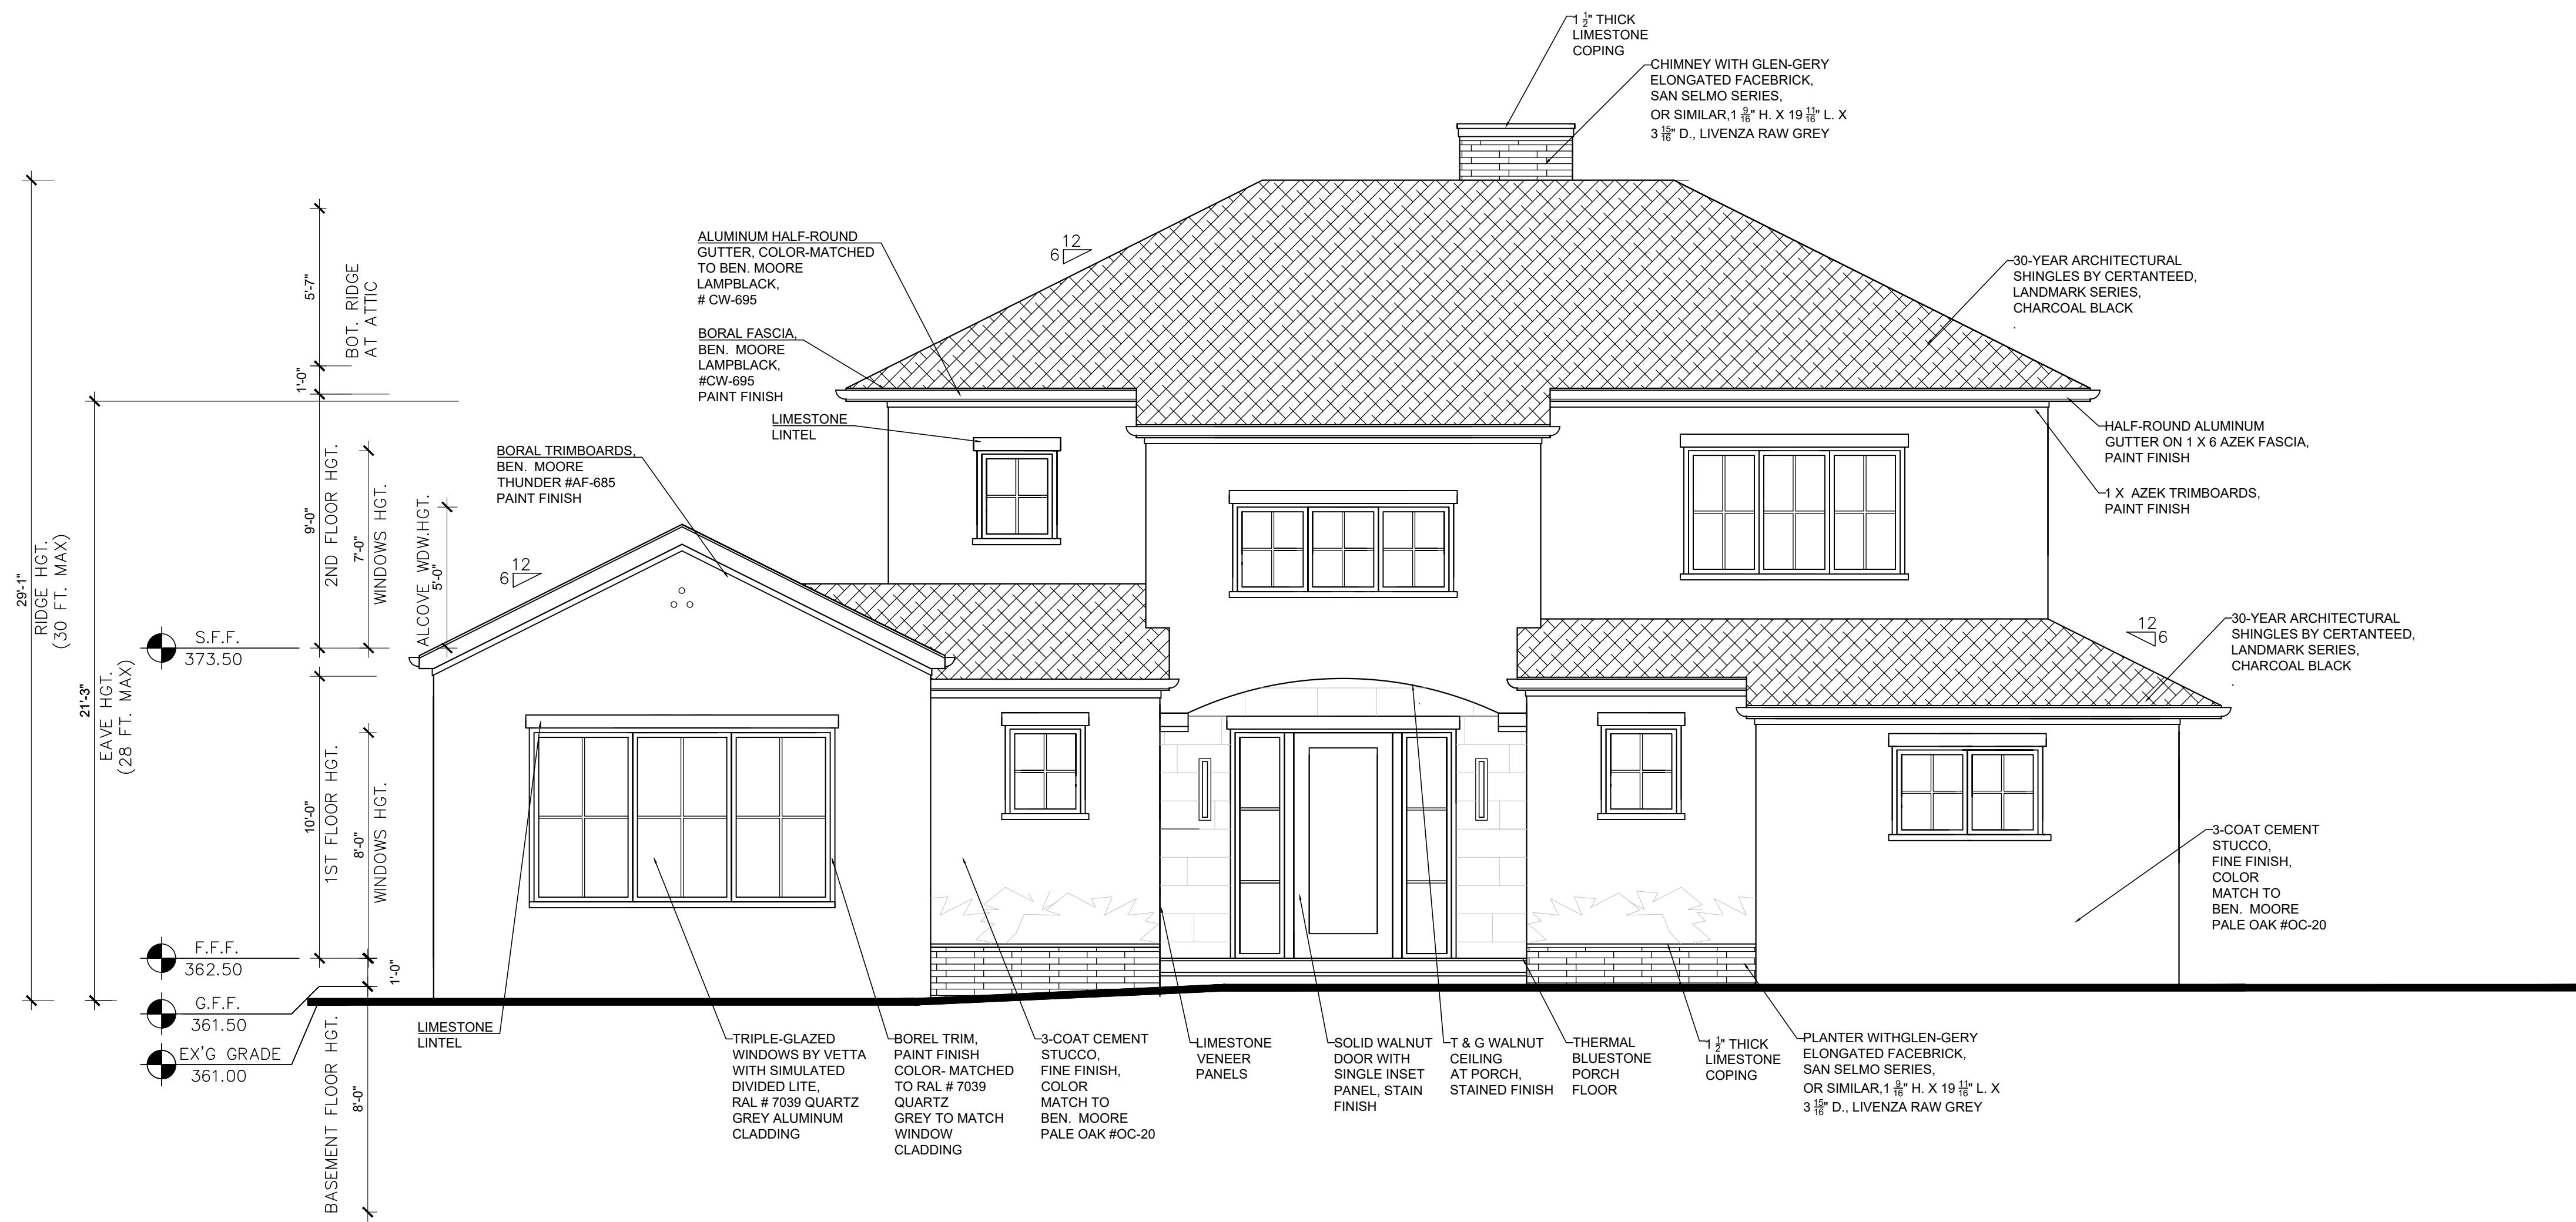 1 1/2" THICK
LIMESTONE
COPING
CHIMNEY WITH GLEN-GERY
ELONGATED FACEBRICK,
SAN SELMO SERIES,
OR SIMILAR,1 9/16" H. X 19 11/16" L. X
3 15/16" D., LIVENZA RAW GREY
ALUMINUM HALF-ROUND
GUTTER, COLOR-MATCHED
TO BEN. MOORE
LAMPBLACK,
# CW-695
12
6
BORAL FASCIA,
BEN. MOORE
LAMPBLACK,
#CW-695
PAINT FINISH
LIMESTONE
LINTEL
BORAL TRIMBOARDS,
BEN. MOORE
THUNDER #AF-685
PAINT FINISH
12
6
30-YEAR ARCHITECTURAL
SHINGLES BY CERTANTEED,
LANDMARK SERIES,
CHARCOAL BLACK
.
HALF-ROUND ALUMINUM
GUTTER ON 1 X 6 AZEK FASCIA,
PAINT FINISH
1 X AZEK TRIMBOARDS,
PAINT FINISH
12
6
30-YEAR ARCHITECTURAL
SHINGLES BY CERTANTEED,
LANDMARK SERIES,
CHARCOAL BLACK
.
3-COAT CEMENT
STUCCO,
FINE FINISH,
COLOR
MATCH TO
BEN. MOORE
PALE OAK #OC-20
29'-1"
RIDGE HGT.
(30 FT. MAX)
21'-3"
EAVE HGT.
(28 FT. MAX)
5'-7"
BOT. RIDGE
AT ATTIC
1'-0"
9'-0"
2ND FLOOR HGT.
7'-0"
WINDOWS HGT.
ALCOVE WDW.HGT.
5'-0"
S.F.F.
373.50
10'-0"
1ST FLOOR HGT.
8'-0"
WINDOWS HGT.
F.F.F.
362.50
1'-0"
G.F.F.
361.50
EX'G GRADE
361.00
BASEMENT FLOOR HGT.
8'-0"
LIMESTONE
LINTEL
TRIPLE-GLAZED
WINDOWS BY VETTA
WITH SIMULATED
DIVIDED LITE,
RAL # 7039 QUARTZ
GREY ALUMINUM
CLADDING
BOREL TRIM,
PAINT FINISH
COLOR- MATCHED
TO RAL # 7039
QUARTZ
GREY TO MATCH
WINDOW
CLADDING
3-COAT CEMENT
STUCCO,
FINE FINISH,
COLOR
MATCH TO
BEN. MOORE
PALE OAK #OC-20
LIMESTONE
VENEER
PANELS
SOLID WALNUT
DOOR WITH
SINGLE INSET
PANEL, STAIN
FINISH
T & G WALNUT
CEILING
AT PORCH,
STAINED FINISH
THERMAL
BLUESTONE
PORCH
FLOOR
1 1/2" THICK
LIMESTONE
COPING
PLANTER WITHGLEN-GERY
ELONGATED FACEBRICK,
SAN SELMO SERIES,
OR SIMILAR,1 9/16" H. X 19 11/16" L. X
3 15/16" D., LIVENZA RAW GREY